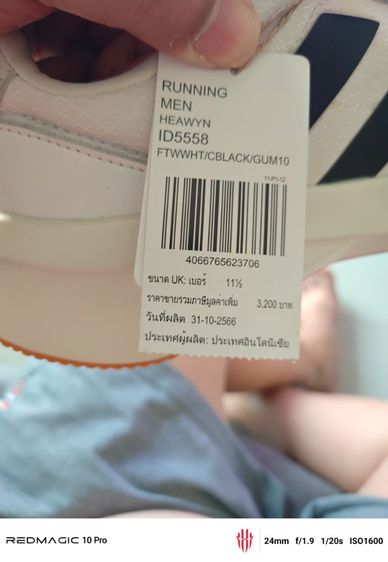 RUNNING
MEN
HEAWYN
ID5558
FTWWHT/CBLACK/GUM10
11-P1-12
4066765623706
ขนาด UK: เบอร์ 11½
ราคาขายรวมภาษีมูลค่าเพิ่ม 3,200 บาท
วันที่ผลิต 31-10-2566
ประเทศผู้ผลิต: ประเทศอินโดนีเซีย
REDMAGIC 10 Pro
24mm f/1.9 1/20s ISO1600